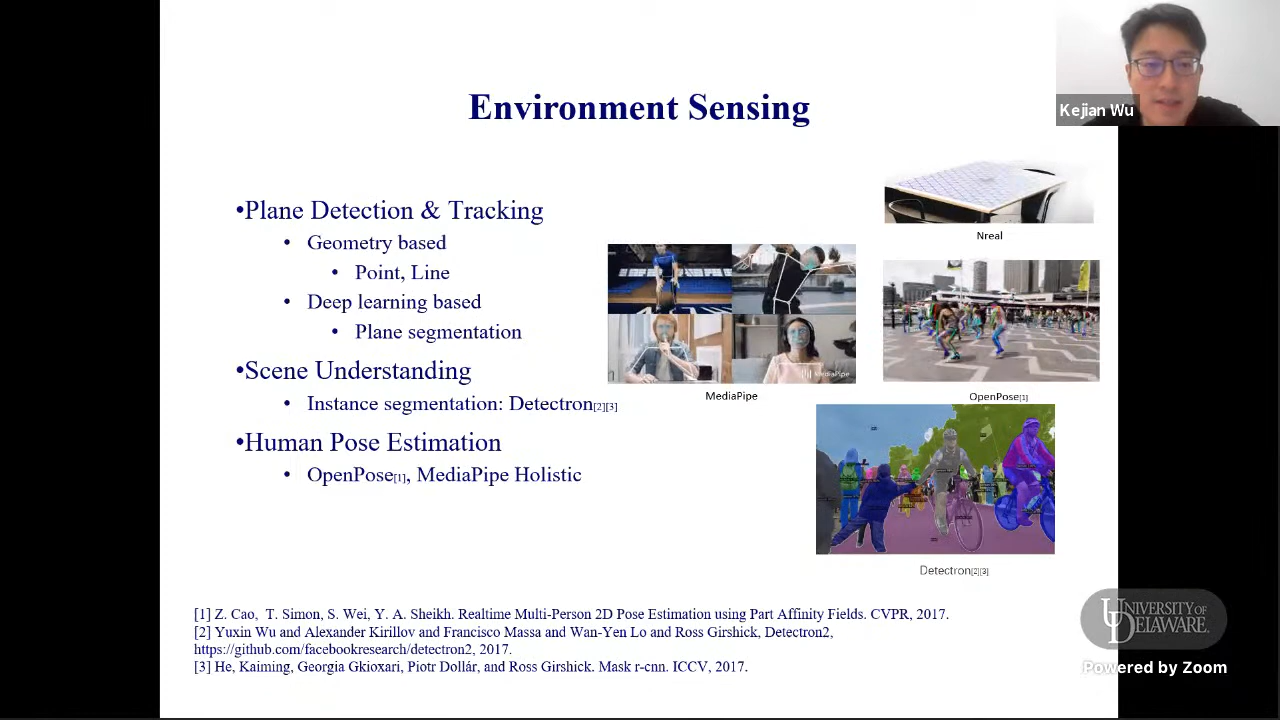 Environment Sensing
Kejian Wu
•Plane Detection & Tracking
• Geometry based
• Point, Line
• Deep learning based
• Plane segmentation
•Scene Understanding
• Instance segmentation: Detectron[2][3]
•Human Pose Estimation
• OpenPose[1], MediaPipe Holistic
Nreal
MediaPipe
MediaPipe
OpenPose[1]
Detectron[2][3]
[1] Z. Cao, T. Simon, S. Wei, Y. A. Sheikh. Realtime Multi-Person 2D Pose Estimation using Part Affinity Fields. CVPR, 2017.
[2] Yuxin Wu and Alexander Kirillov and Francisco Massa and Wan-Yen Lo and Ross Girshick, Detectron2,
https://github.com/facebookresearch/detectron2, 2017.
[3] He, Kaiming, Georgia Gkioxari, Piotr Dollár, and Ross Girshick. Mask r-cnn. ICCV, 2017.
UNIVERSITY OF
DELAWARE.
Powered by Zoom